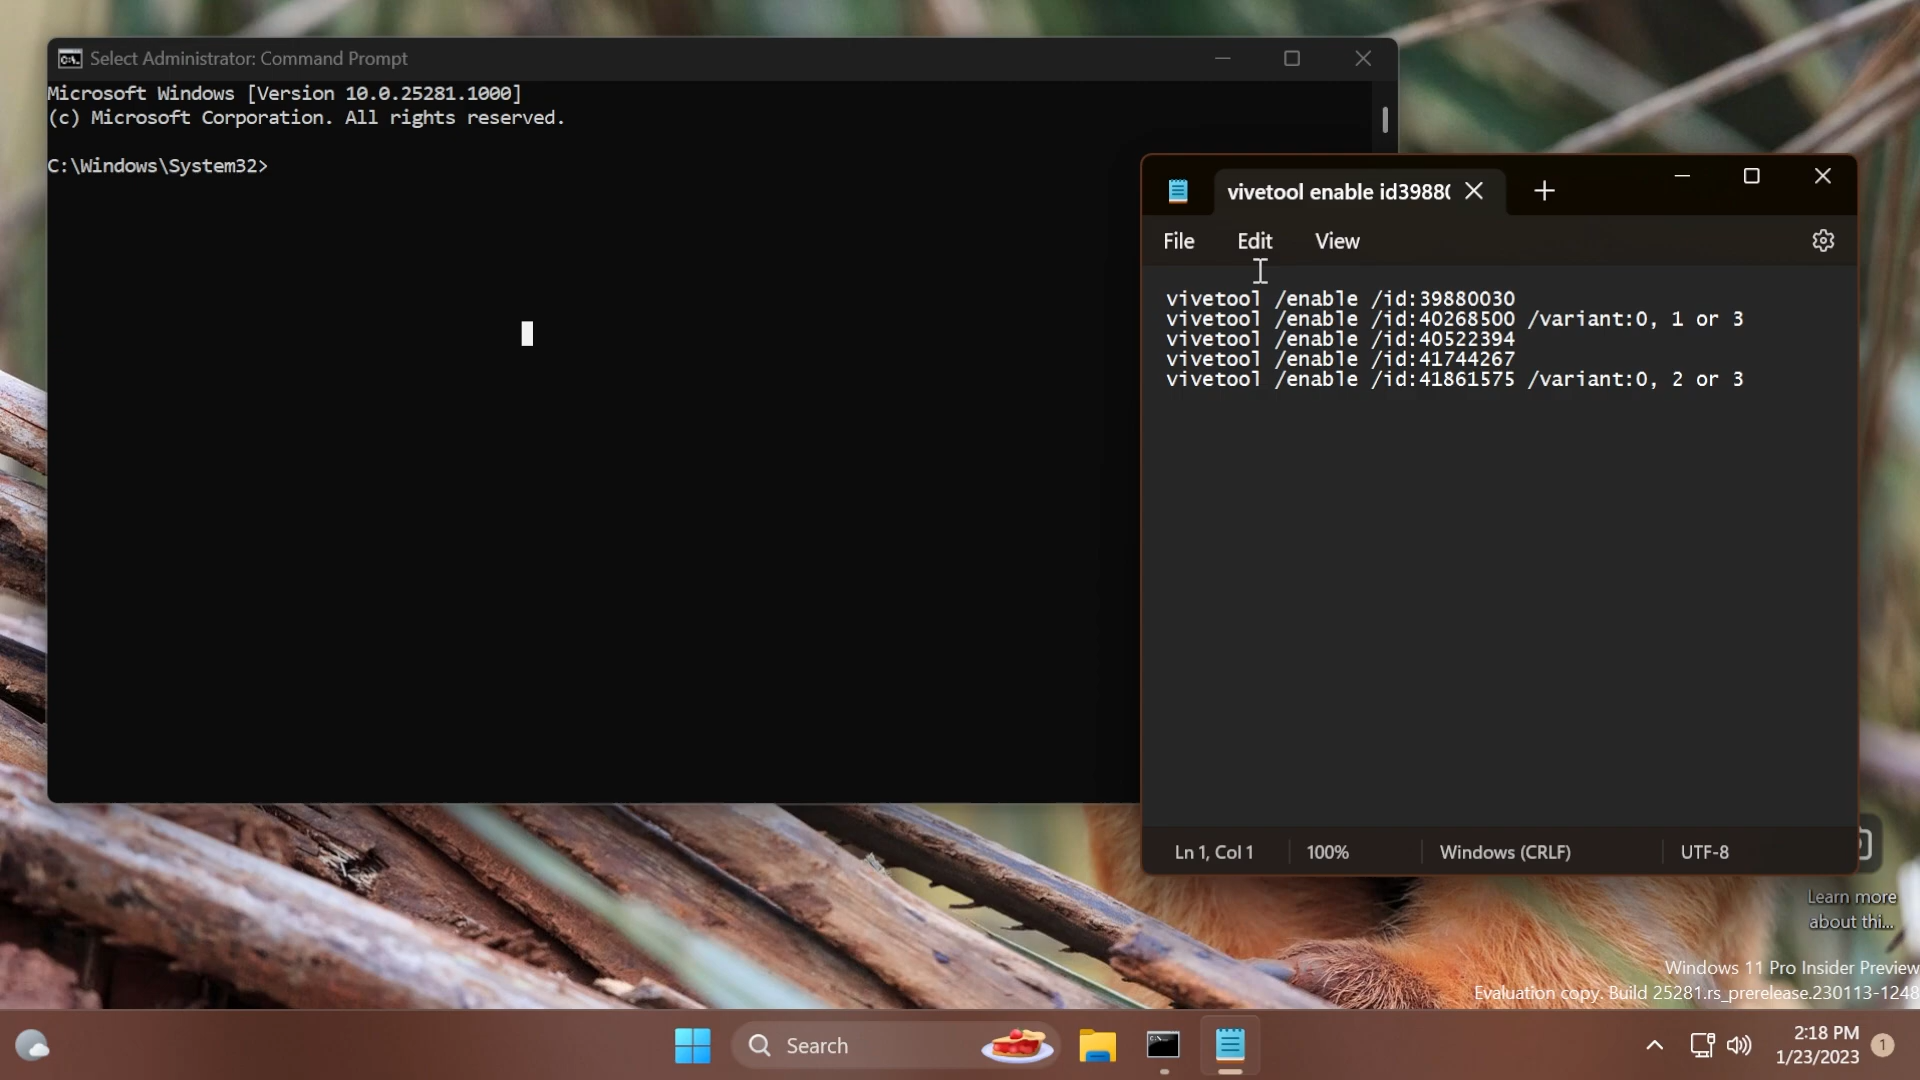 Select Administrator: Command Prompt
Microsoft Windows [Version 10.0.25281.1000]
(c) Microsoft Corporation. All rights reserved.
C:\Windows\System32>
vivetool enable id3988(
File
Edit
View
vivetool /enable /id:39880030
vivetool /enable /id:40268500 /variant:0, 1 or 3
vivetool /enable /id:40522394
vivetool /enable /id:41744267
vivetool /enable /id:41861575 /variant:0, 2 or 3
Ln 1, Col 1
100%
Windows (CRLF)
UTF-8
Learn more
about thi...
Windows 11 Pro Insider Preview
Evaluation copy. Build 25281.rs_prerelease.230113-1248
Search
2:18 PM
1/23/2023
1